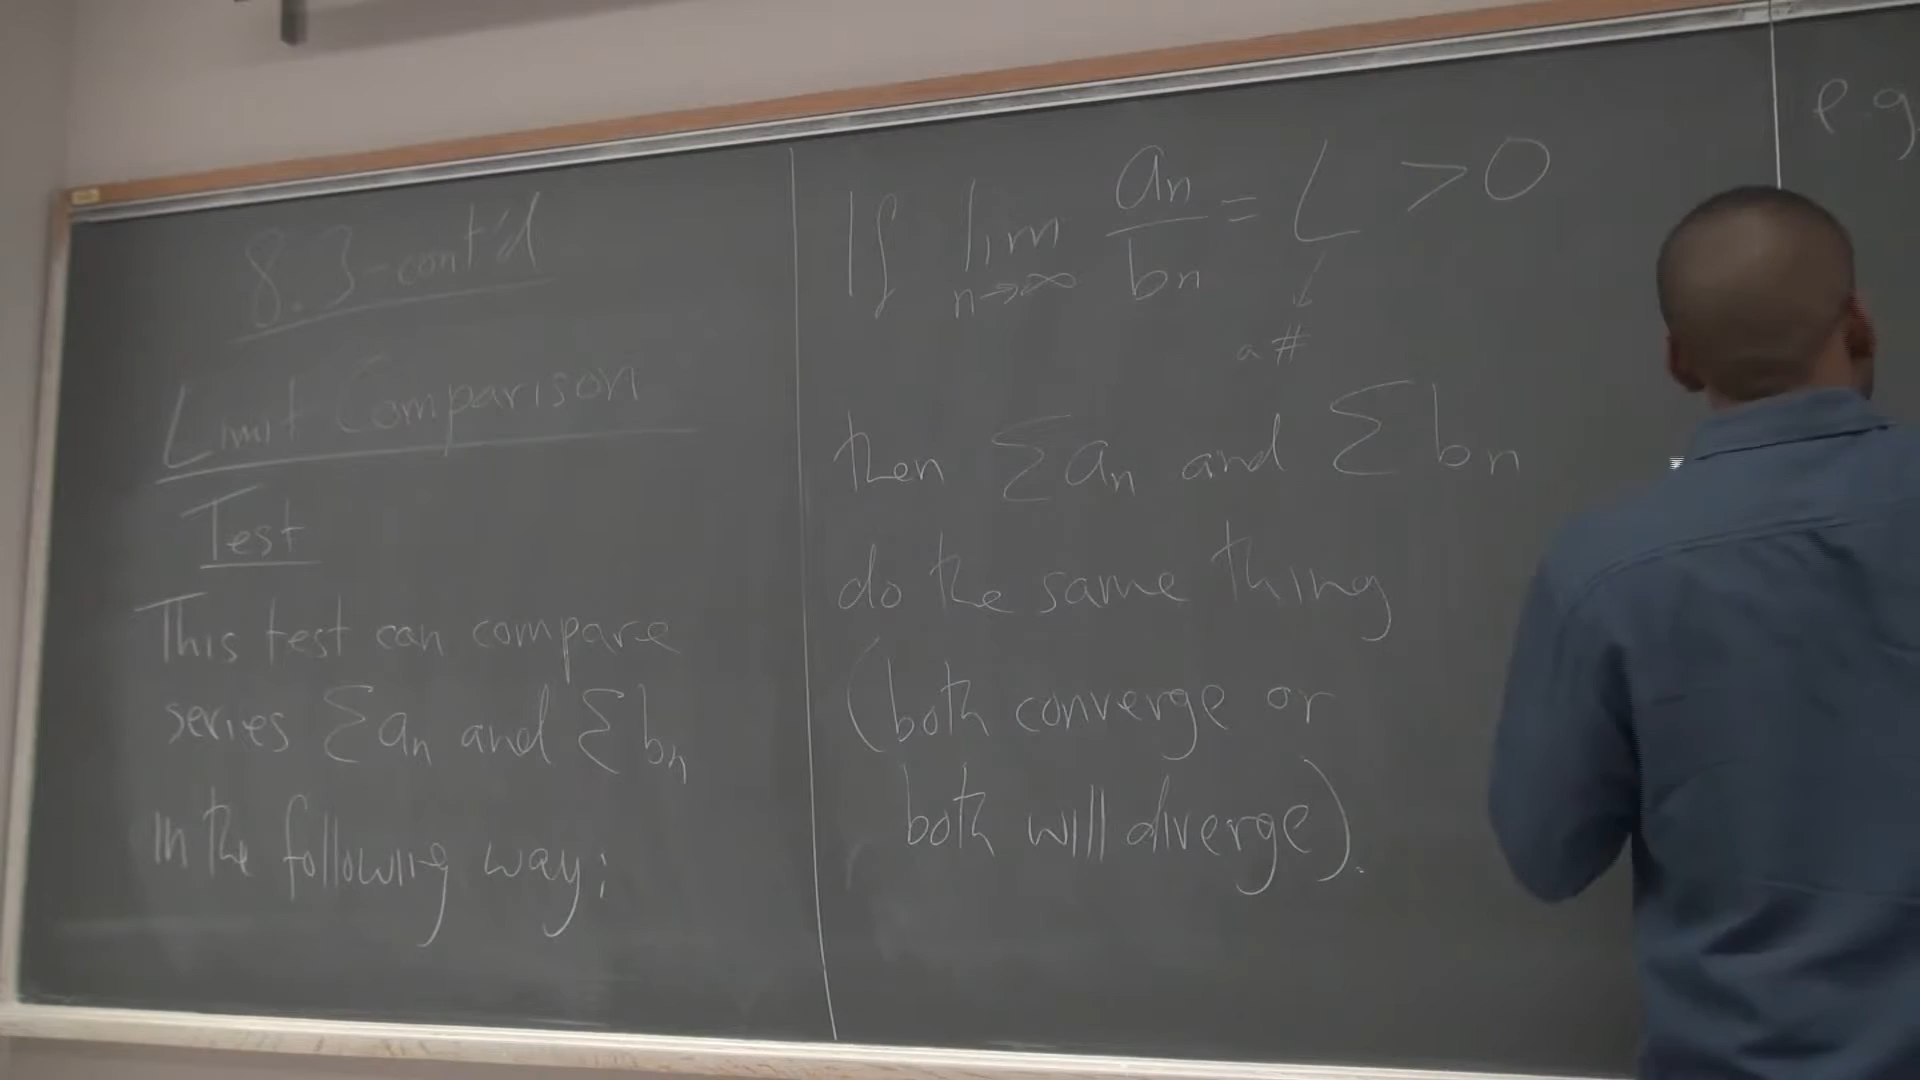 8.3-cont'd
Limit Comparison
Test
This test can compare
series Σan and Σbn
in the following way:
If lim n→∞ an/bn = L > 0
a #
then Σan and Σbn
do the same thing
(both converge or
both will diverge).
e.g